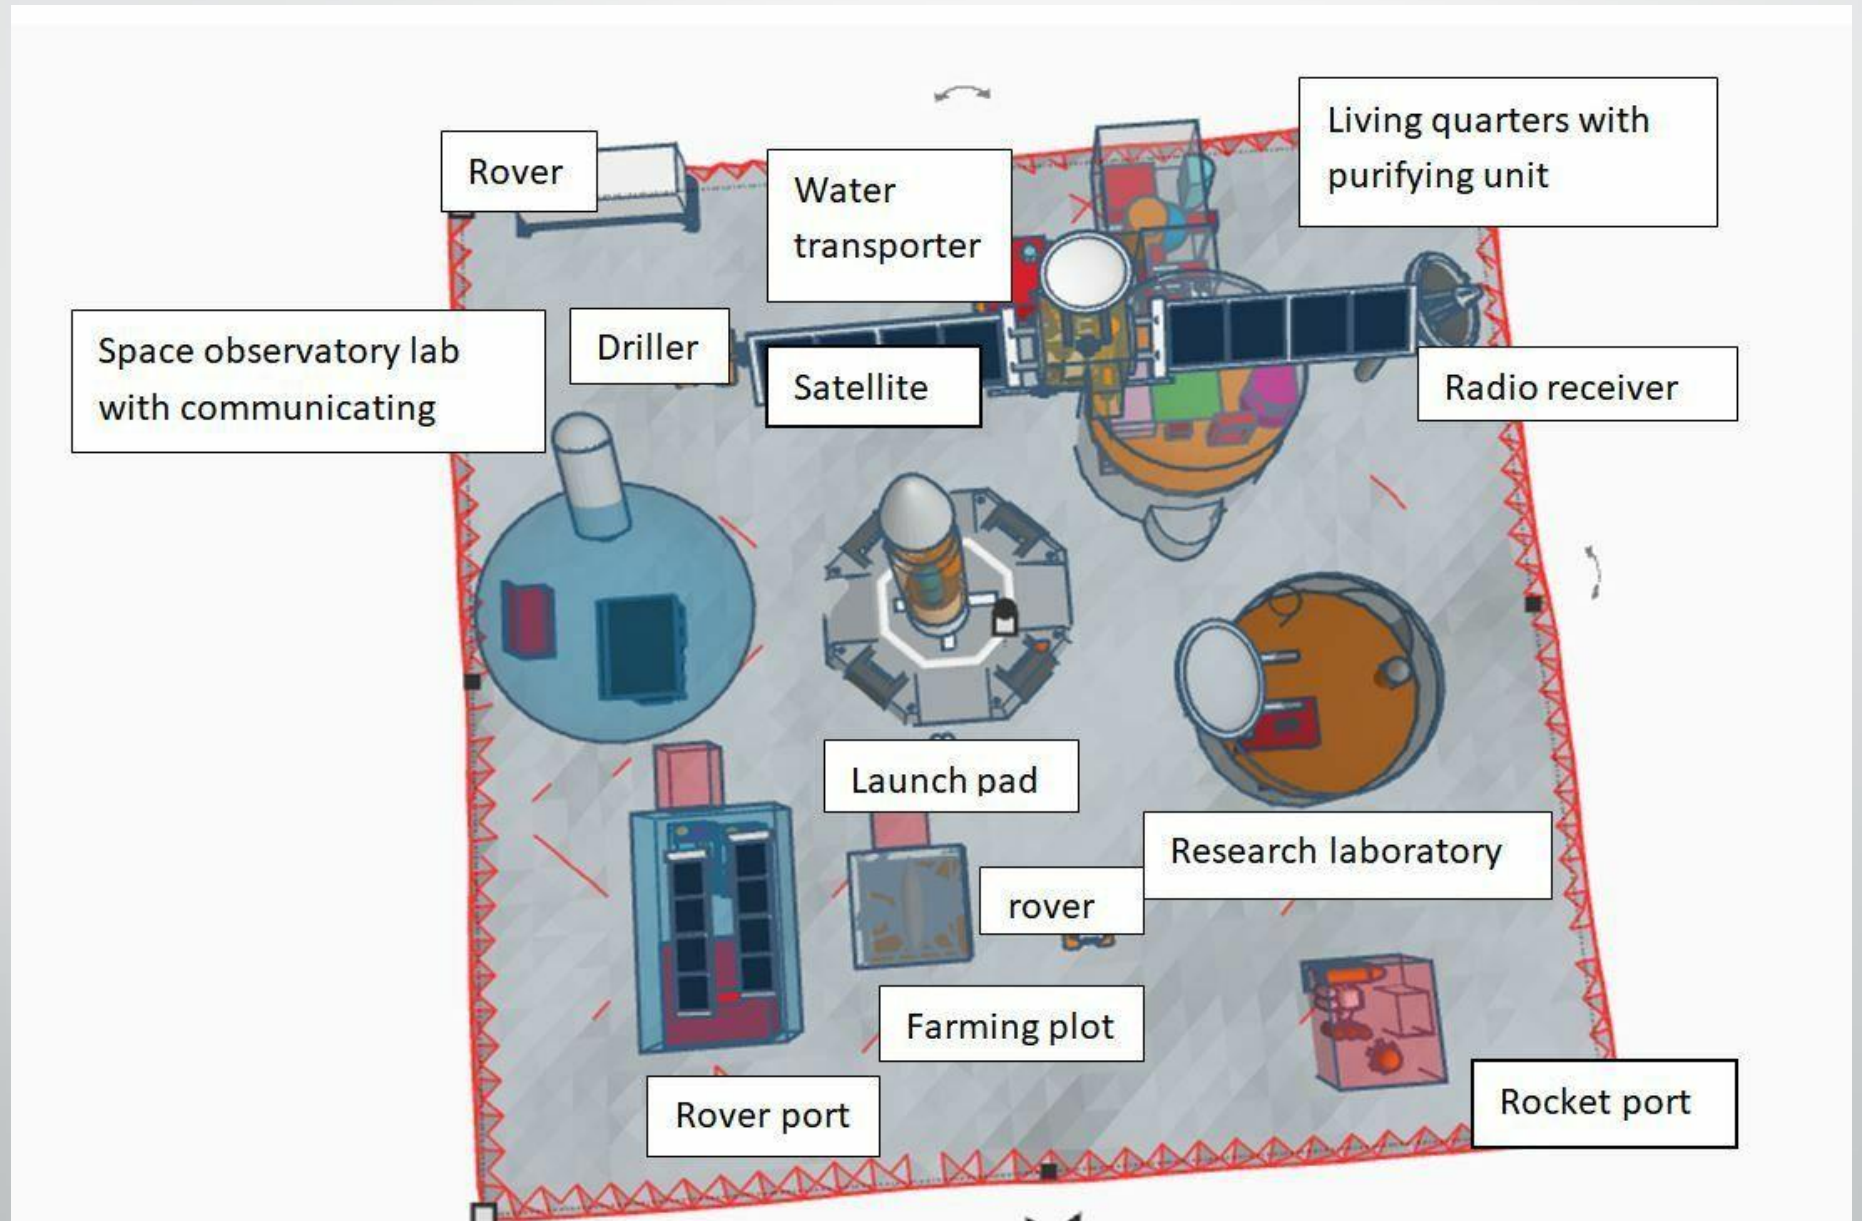 Rover
Water
transporter
Living quarters with
purifying unit
Space observatory lab
with communicating
Driller
Satellite
Radio receiver
Launch pad
Research laboratory
rover
Farming plot
Rover port
Rocket port